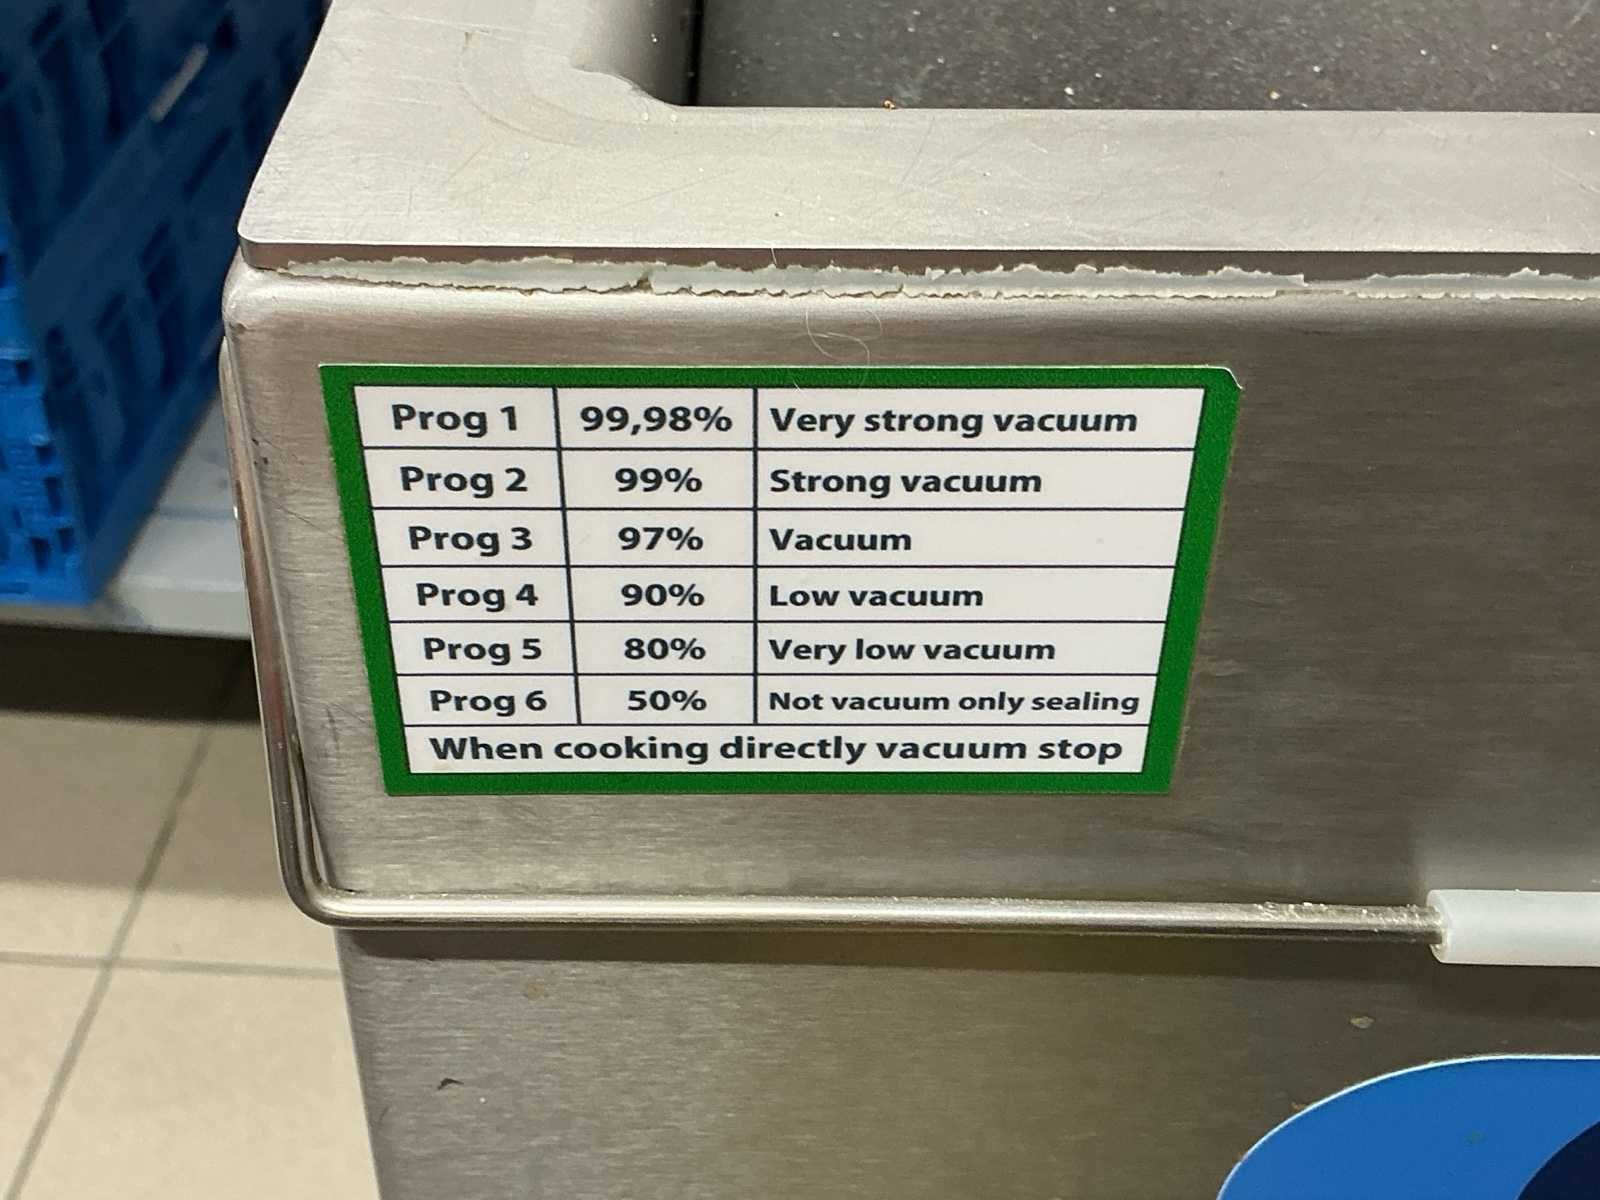 Prog 1 99,98% Very strong vacuum
Prog 2 99% Strong vacuum
Prog 3 97% Vacuum
Prog 4 90% Low vacuum
Prog 5 80% Very low vacuum
Prog 6 50% Not vacuum only sealing
When cooking directly vacuum stop